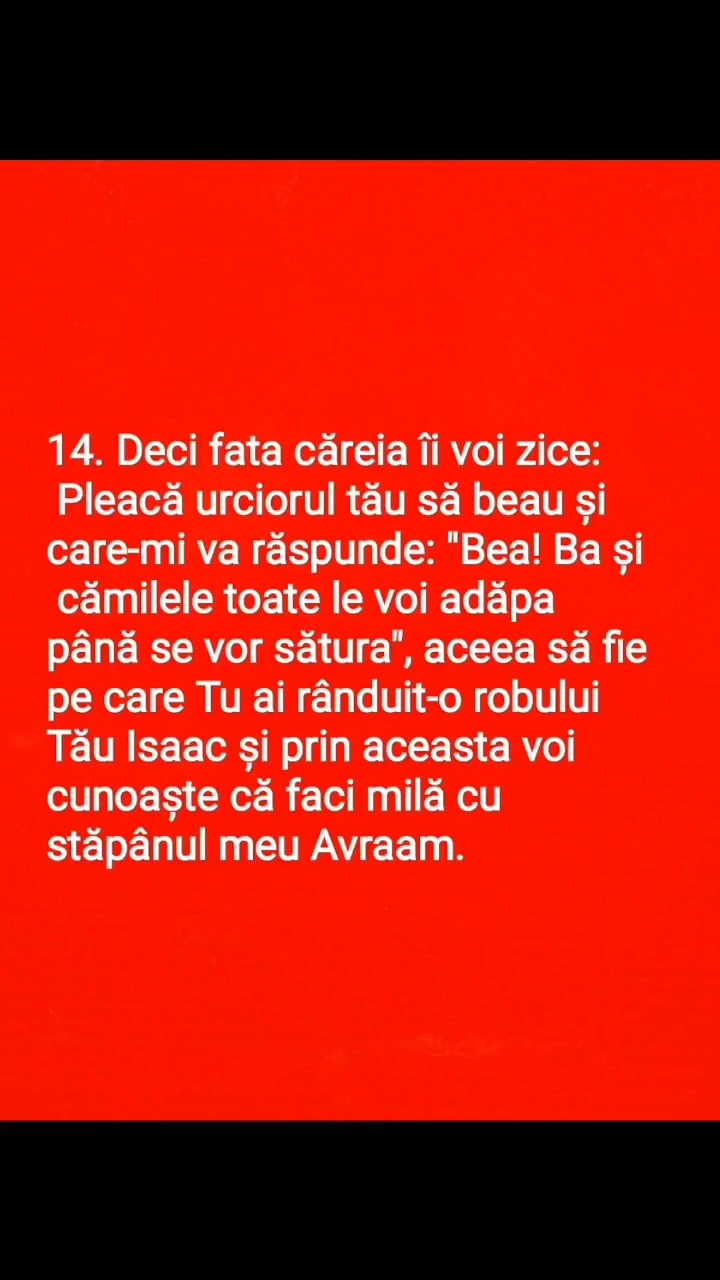 14. Deci fata căreia îi voi zice:
Pleacă urciorul tău să beau și
care-mi va răspunde: "Bea! Ba și
cămilele toate le voi adăpa
până se vor sătura", aceea să fie
pe care Tu ai rânduit-o robului
Tău Isaac și prin aceasta voi
cunoaște că faci milă cu
stăpânul meu Avraam.